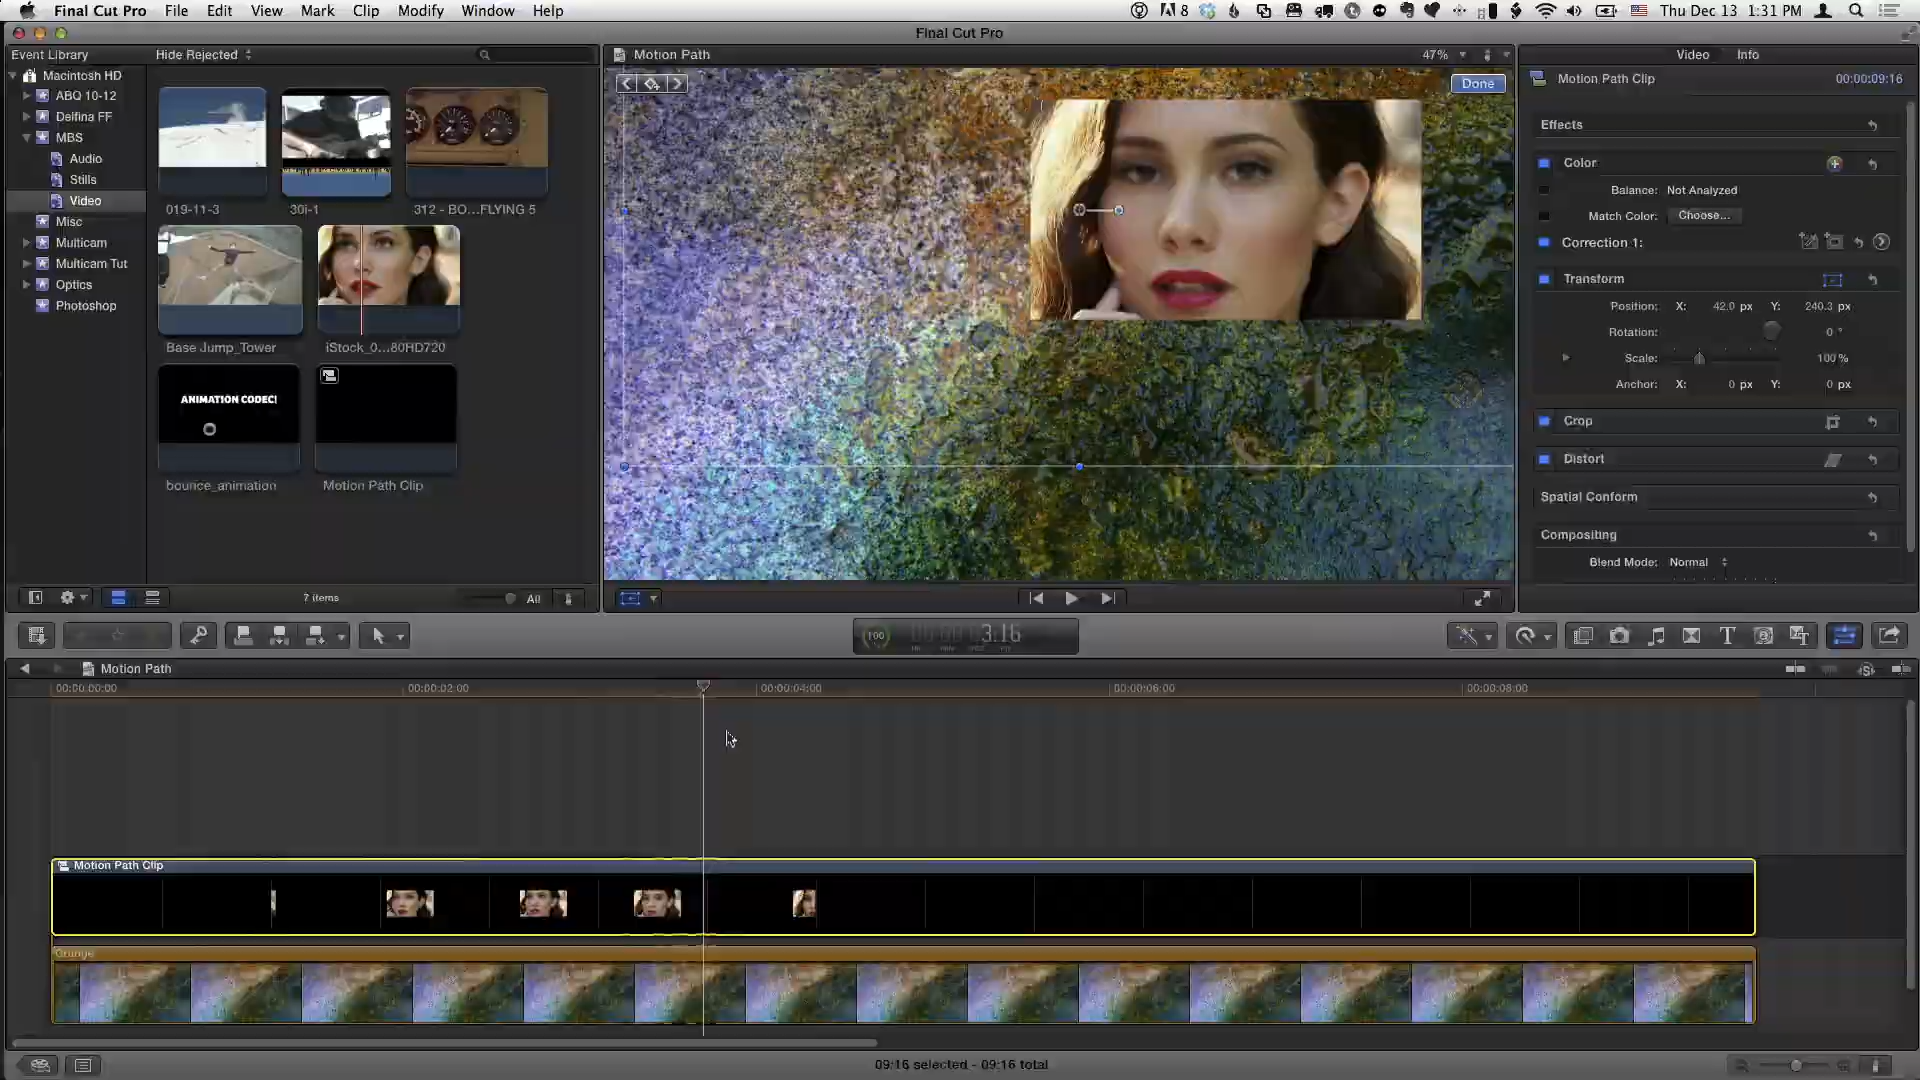 Final Cut Pro File Edit View Mark Clip Modify Window Help
8 Thu Dec 13 1:31 PM
Final Cut Pro
Event Library Hide Rejected
Macintosh HD
ABQ 10-12
Delfina FF
MBS
Audio
Stills
Video
Misc
Multicam
Multicam Tut
Optics
Photoshop
019-11-3 30i-1 312 - BO...FLYING 5
Base Jump_Tower iStock_0...80HD720
ANIMATION CODEC!
bounce_animation Motion Path Clip
7 items All
Motion Path 47%
Done
Video Info
Motion Path Clip 00:00:09:16
Effects
Color
Balance: Not Analyzed
Match Color: Choose...
Correction 1:
Transform
Position: X: 42.0 px Y: 240.3 px
Rotation: 0 °
Scale: 100 %
Anchor: X: 0 px Y: 0 px
Crop
Distort
Spatial Conform
Compositing
Blend Mode: Normal
100 3:16
Motion Path
00:00:00:00 00:00:02:00 00:00:04:00 00:00:06:00 00:00:08:00
Motion Path Clip
Grunge
09:16 selected - 09:16 total